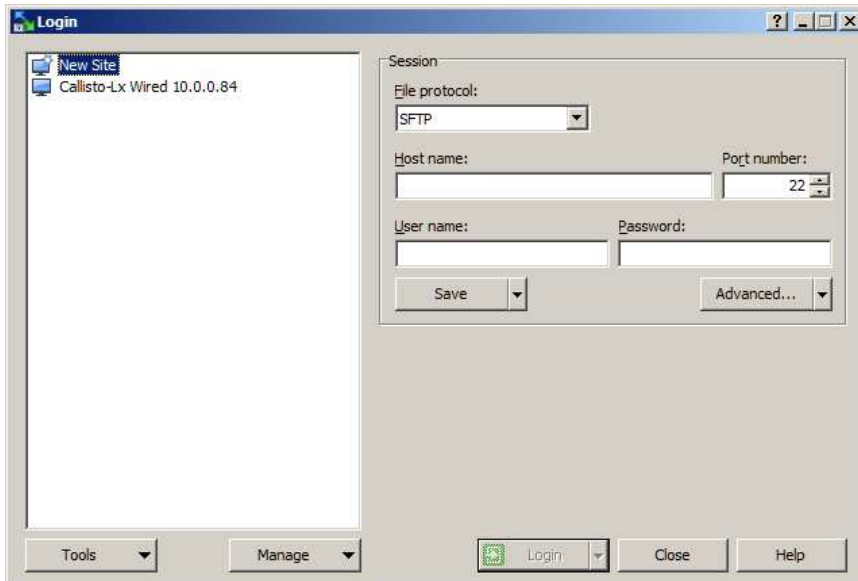 Login
New Site
Callisto-Lx Wired 10.0.0.84
Session
File protocol:
SFTP
Host name:
Port number:
22
User name:
Password:
Save
Advanced...
Tools
Manage
Login
Close
Help